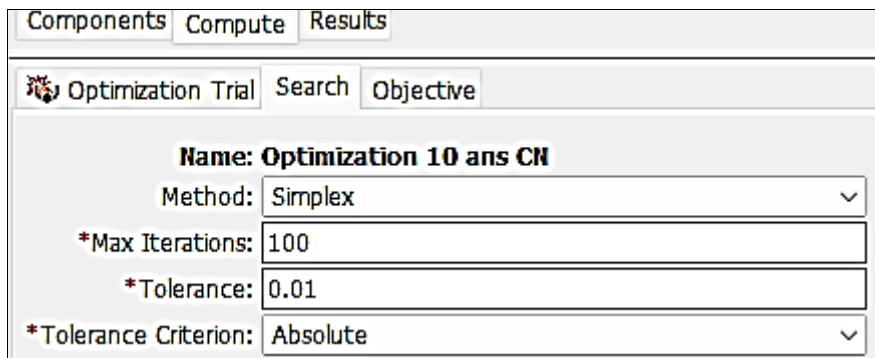 Components Compute Results
Optimization Trial Search Objective
Name: Optimization 10 ans CN
Method: Simplex
*Max Iterations: 100
*Tolerance: 0.01
*Tolerance Criterion: Absolute